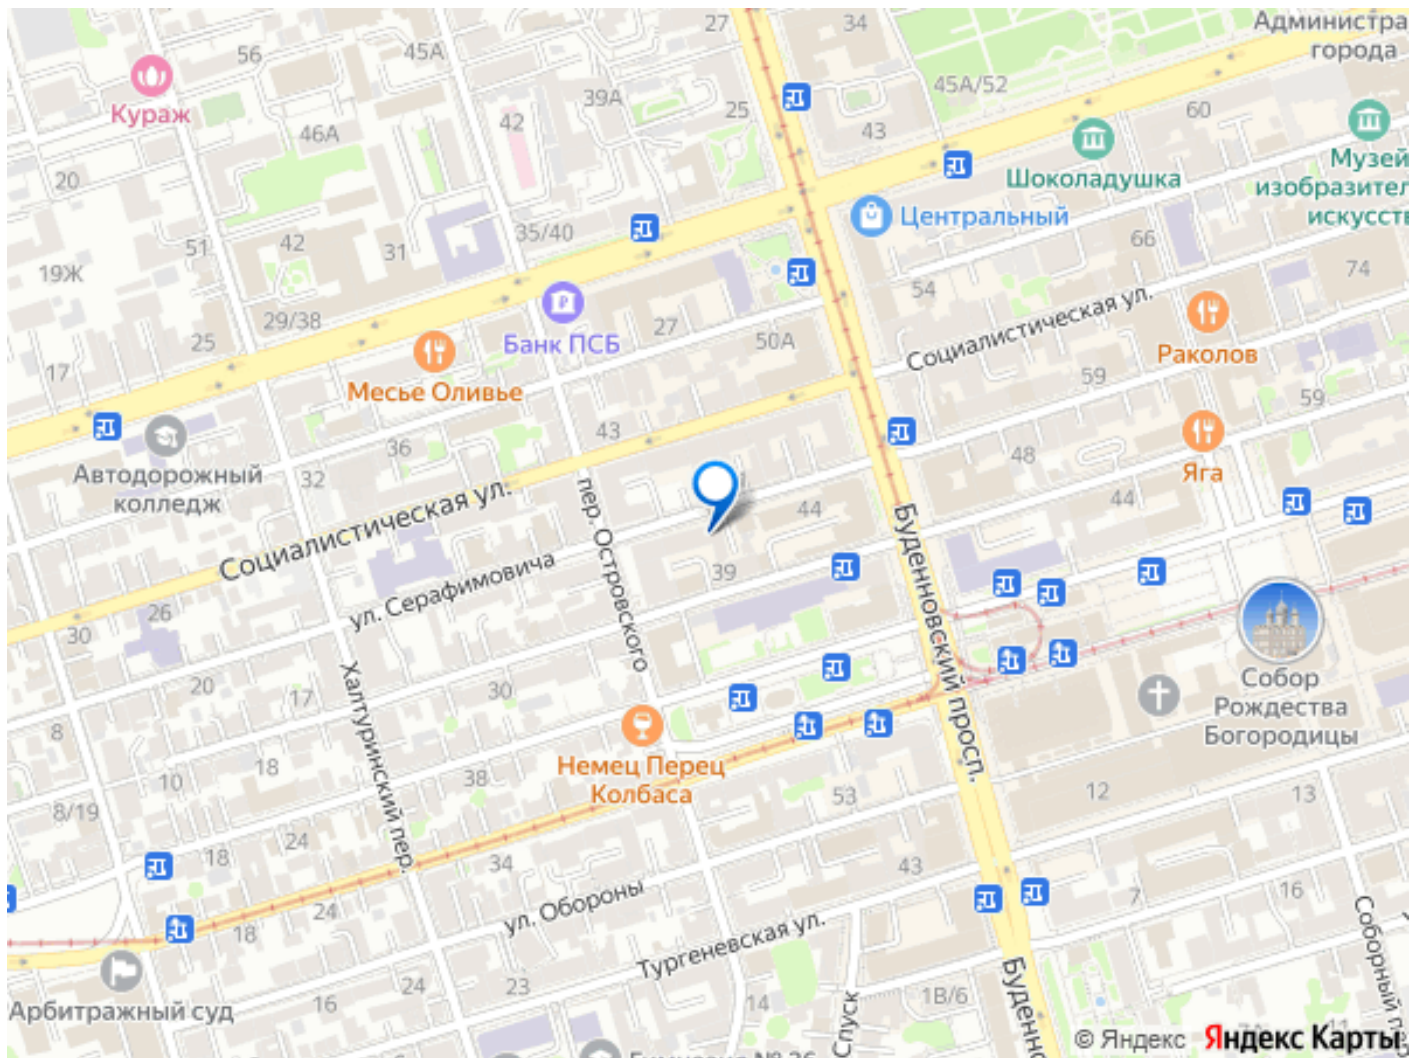 27
34
Администра
города
56
45А
Кураж
39А
42
25
45А/52
43
60
46А
Шоколадушка
Музей
изобразител
искусств
20
Центральный
51
42
31
35/40
66
19Ж
74
54
29/38
25
Банк ПСБ
27
50А
Социалистическая ул.
Раколов
17
Месье Оливье
59
59
Автодорожный
колледж
36
43
32
48
Яга
Социалистическая ул.
пер. Островского
44
44
Буденновский просп.
39
ул. Серафимовича
26
30
20
17
30
Халтуринский пер.
Собор
Рождества
Богородицы
8
10
18
38
Немец Перец
Колбаса
53
12
13
8/19
18
24
34
43
7
16
24
18
ул. Обороны
Тургеневская ул.
Соборный п
Арбитражный суд
16
24
23
14
Спуск
1В/6
Буденно
© Яндекс
Яндекс Карты